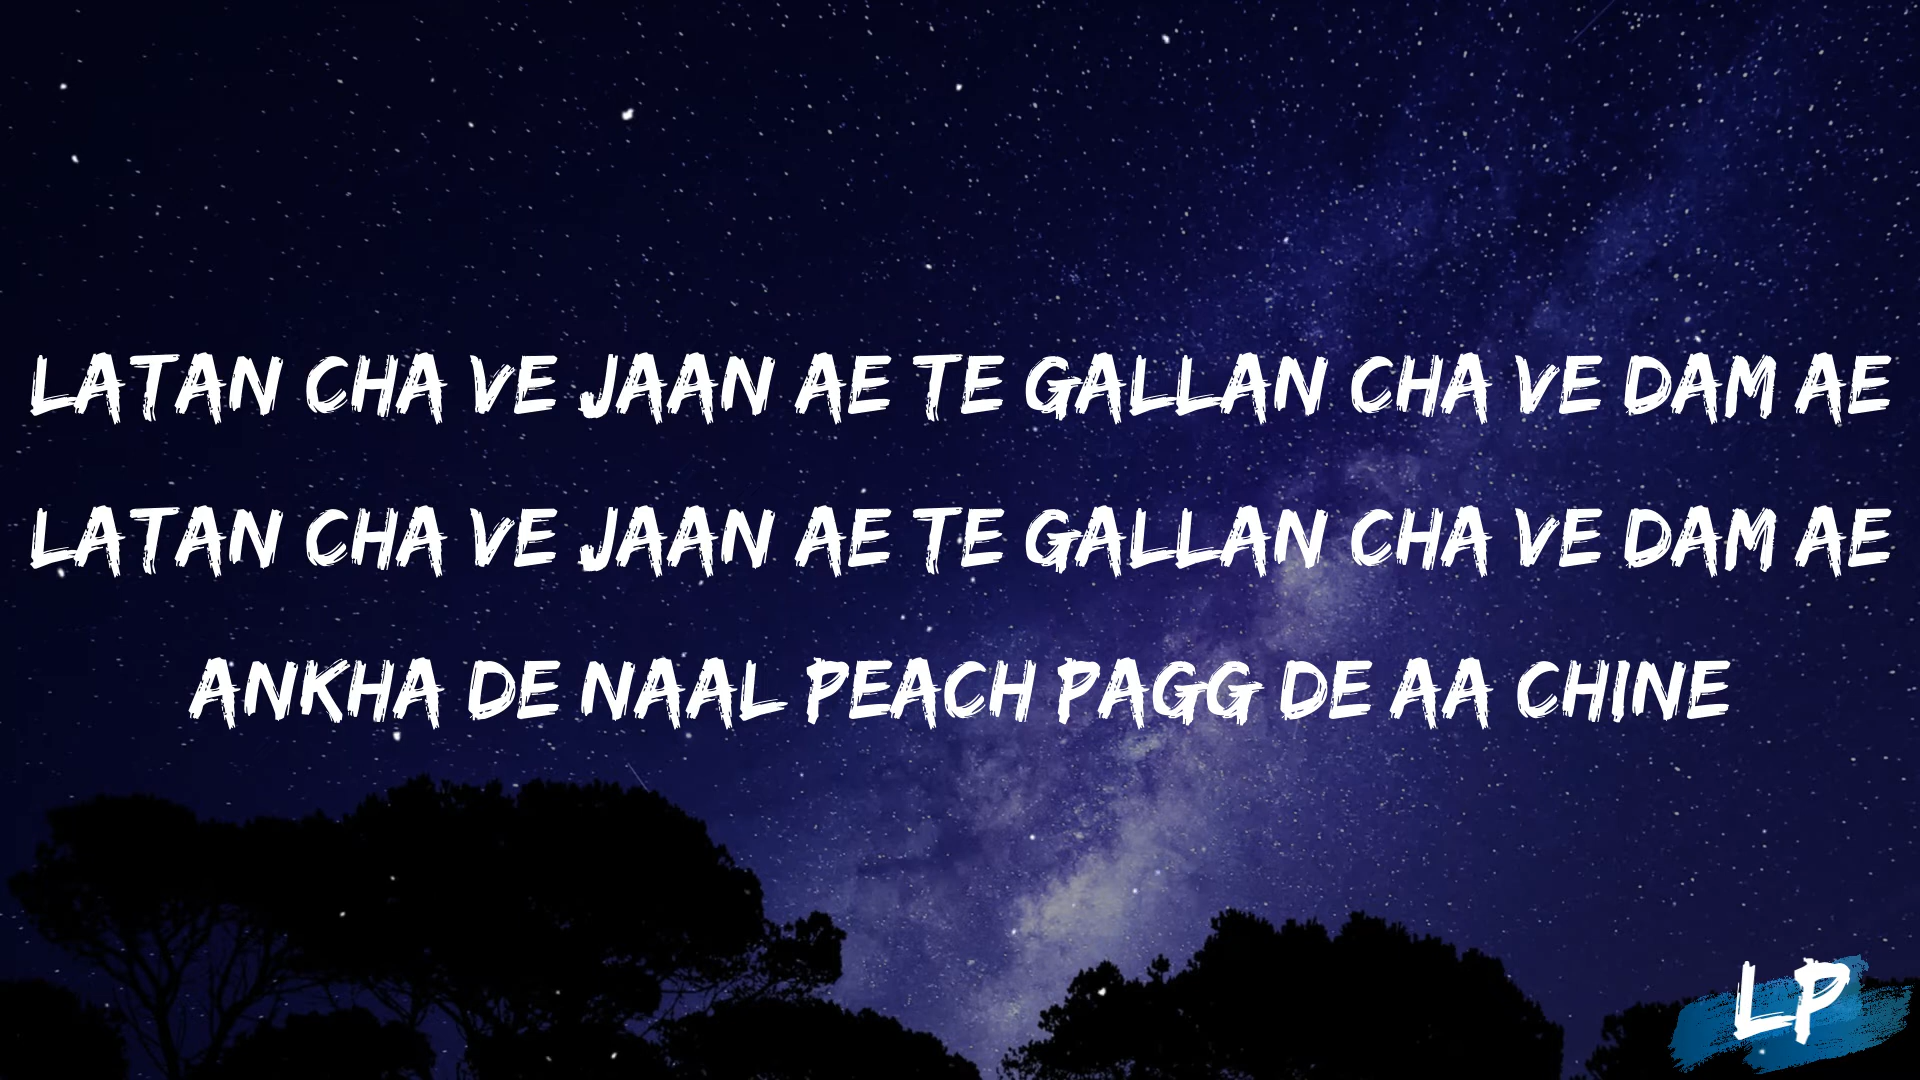 LATAN CHA VE JAAN AE TE GALLAN CHA VE DAM AE
LATAN CHA VE JAAN AE TE GALLAN CHA VE DAM AE
ANKHA DE NAAL PEACH PAGG DE AA CHINE
LP